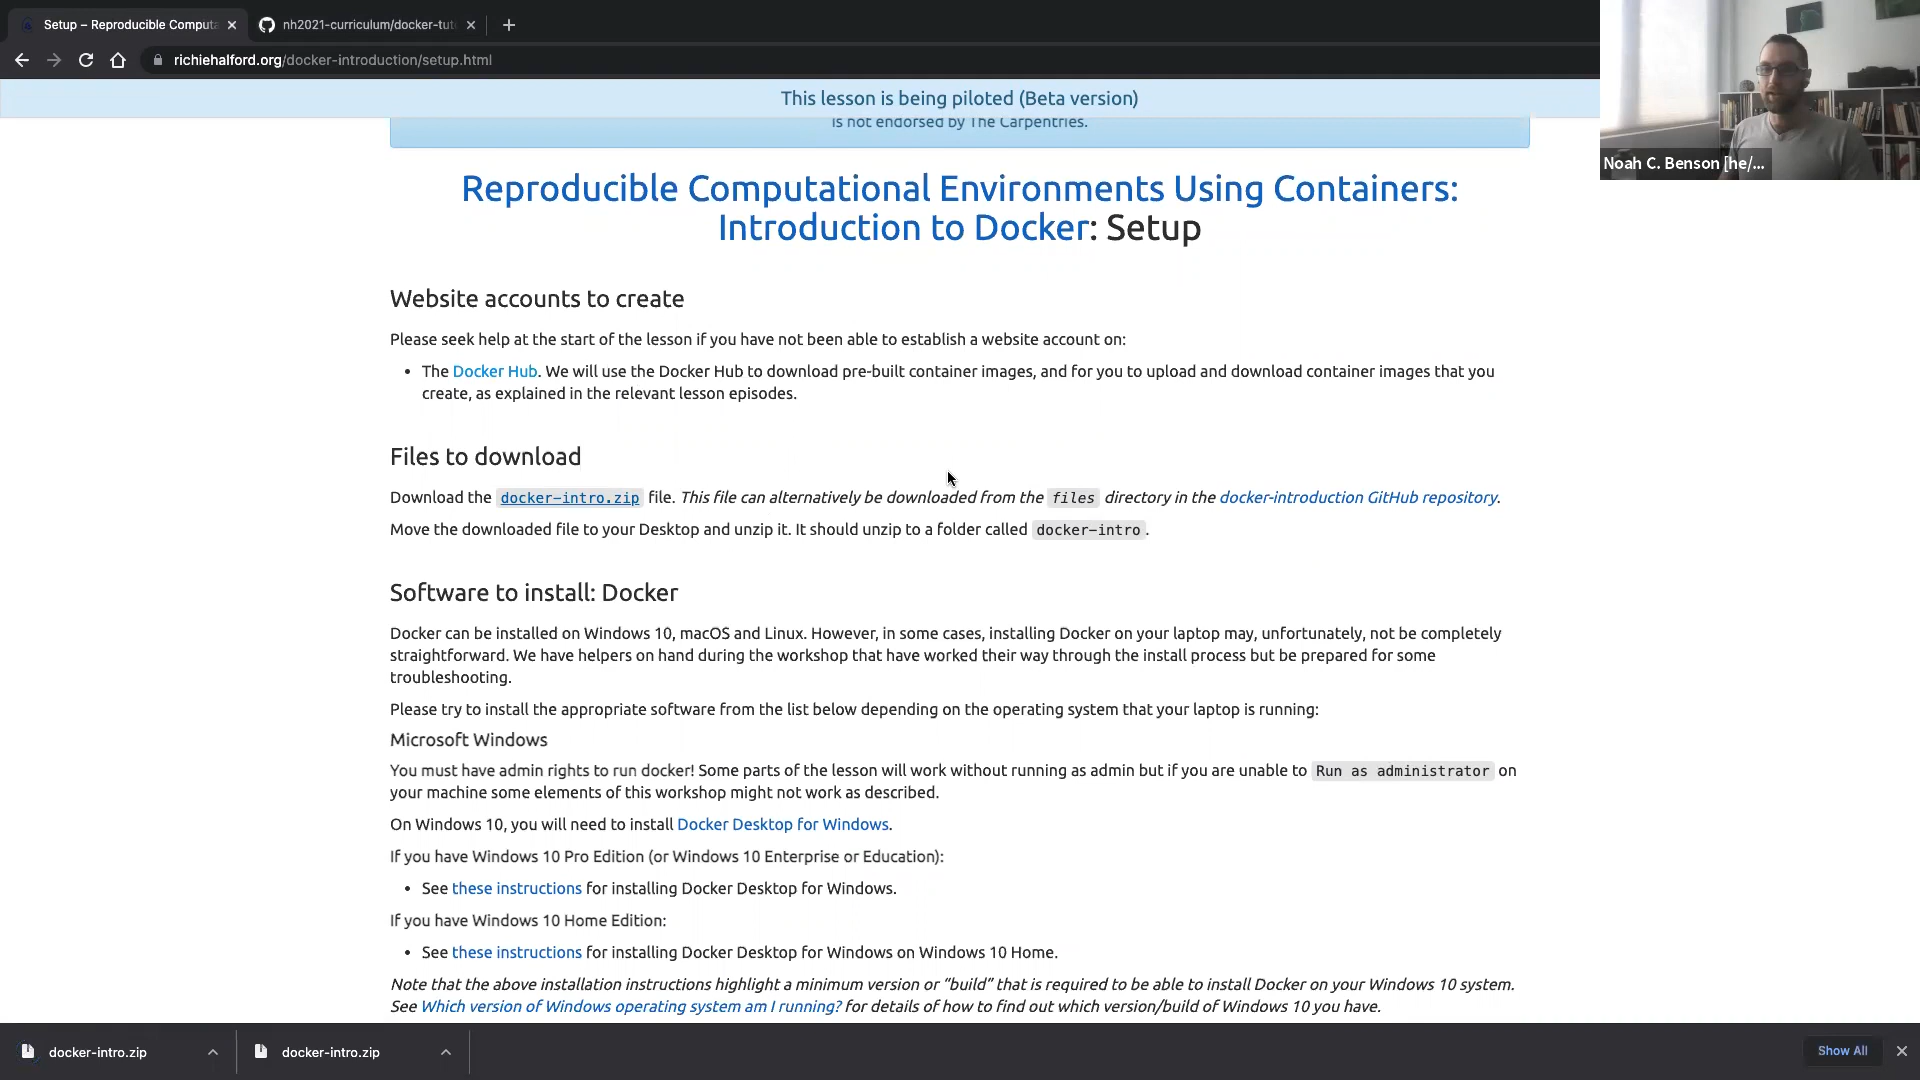 Setup – Reproducible Computa
nh2021-curriculum/docker-tut
richiehalford.org/docker-introduction/setup.html
This lesson is being piloted (Beta version)
is not endorsed by The Carpentries.
Noah C. Benson [he/...
Reproducible Computational Environments Using Containers:
Introduction to Docker: Setup
Website accounts to create
Please seek help at the start of the lesson if you have not been able to establish a website account on:
• The Docker Hub. We will use the Docker Hub to download pre-built container images, and for you to upload and download container images that you
create, as explained in the relevant lesson episodes.
Files to download
Download the docker-intro.zip file. This file can alternatively be downloaded from the files directory in the docker-introduction GitHub repository.
Move the downloaded file to your Desktop and unzip it. It should unzip to a folder called docker-intro.
Software to install: Docker
Docker can be installed on Windows 10, macOS and Linux. However, in some cases, installing Docker on your laptop may, unfortunately, not be completely
straightforward. We have helpers on hand during the workshop that have worked their way through the install process but be prepared for some
troubleshooting.
Please try to install the appropriate software from the list below depending on the operating system that your laptop is running:
Microsoft Windows
You must have admin rights to run docker! Some parts of the lesson will work without running as admin but if you are unable to Run as administrator on
your machine some elements of this workshop might not work as described.
On Windows 10, you will need to install Docker Desktop for Windows.
If you have Windows 10 Pro Edition (or Windows 10 Enterprise or Education):
• See these instructions for installing Docker Desktop for Windows.
If you have Windows 10 Home Edition:
• See these instructions for installing Docker Desktop for Windows on Windows 10 Home.
Note that the above installation instructions highlight a minimum version or “build” that is required to be able to install Docker on your Windows 10 system.
See Which version of Windows operating system am I running? for details of how to find out which version/build of Windows 10 you have.
docker-intro.zip
docker-intro.zip
Show All